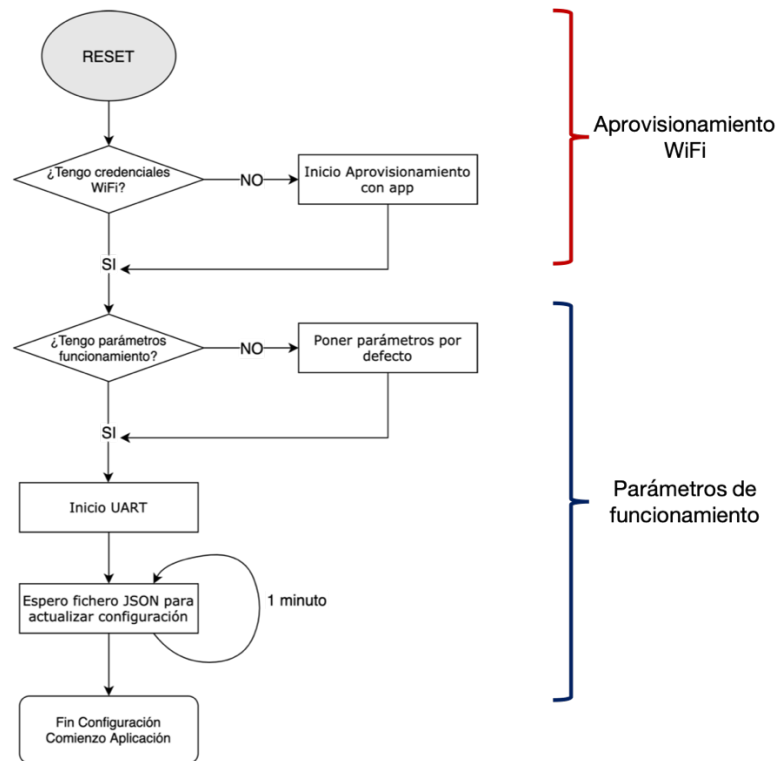 RESET
Aprovisionamiento
WiFi
¿Tengo credenciales
WiFi?
NO
Inicio Aprovisionamiento
con app
SI
¿Tengo parámetros
funcionamiento?
NO
Poner parámetros por
defecto
SI
Inicio UART
Parámetros de
funcionamiento
Espero fichero JSON para
actualizar configuración
1 minuto
Fin Configuración
Comienzo Aplicación